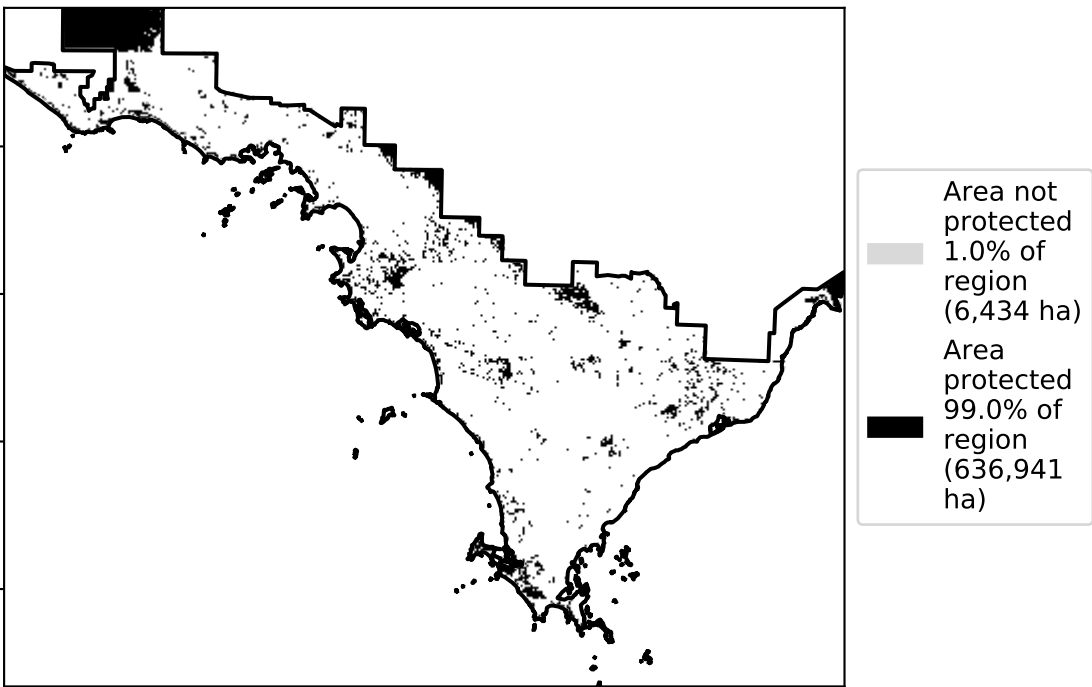 Area not
protected
1.0% of
region
(6,434 ha)
Area
protected
99.0% of
region
(636,941
ha)